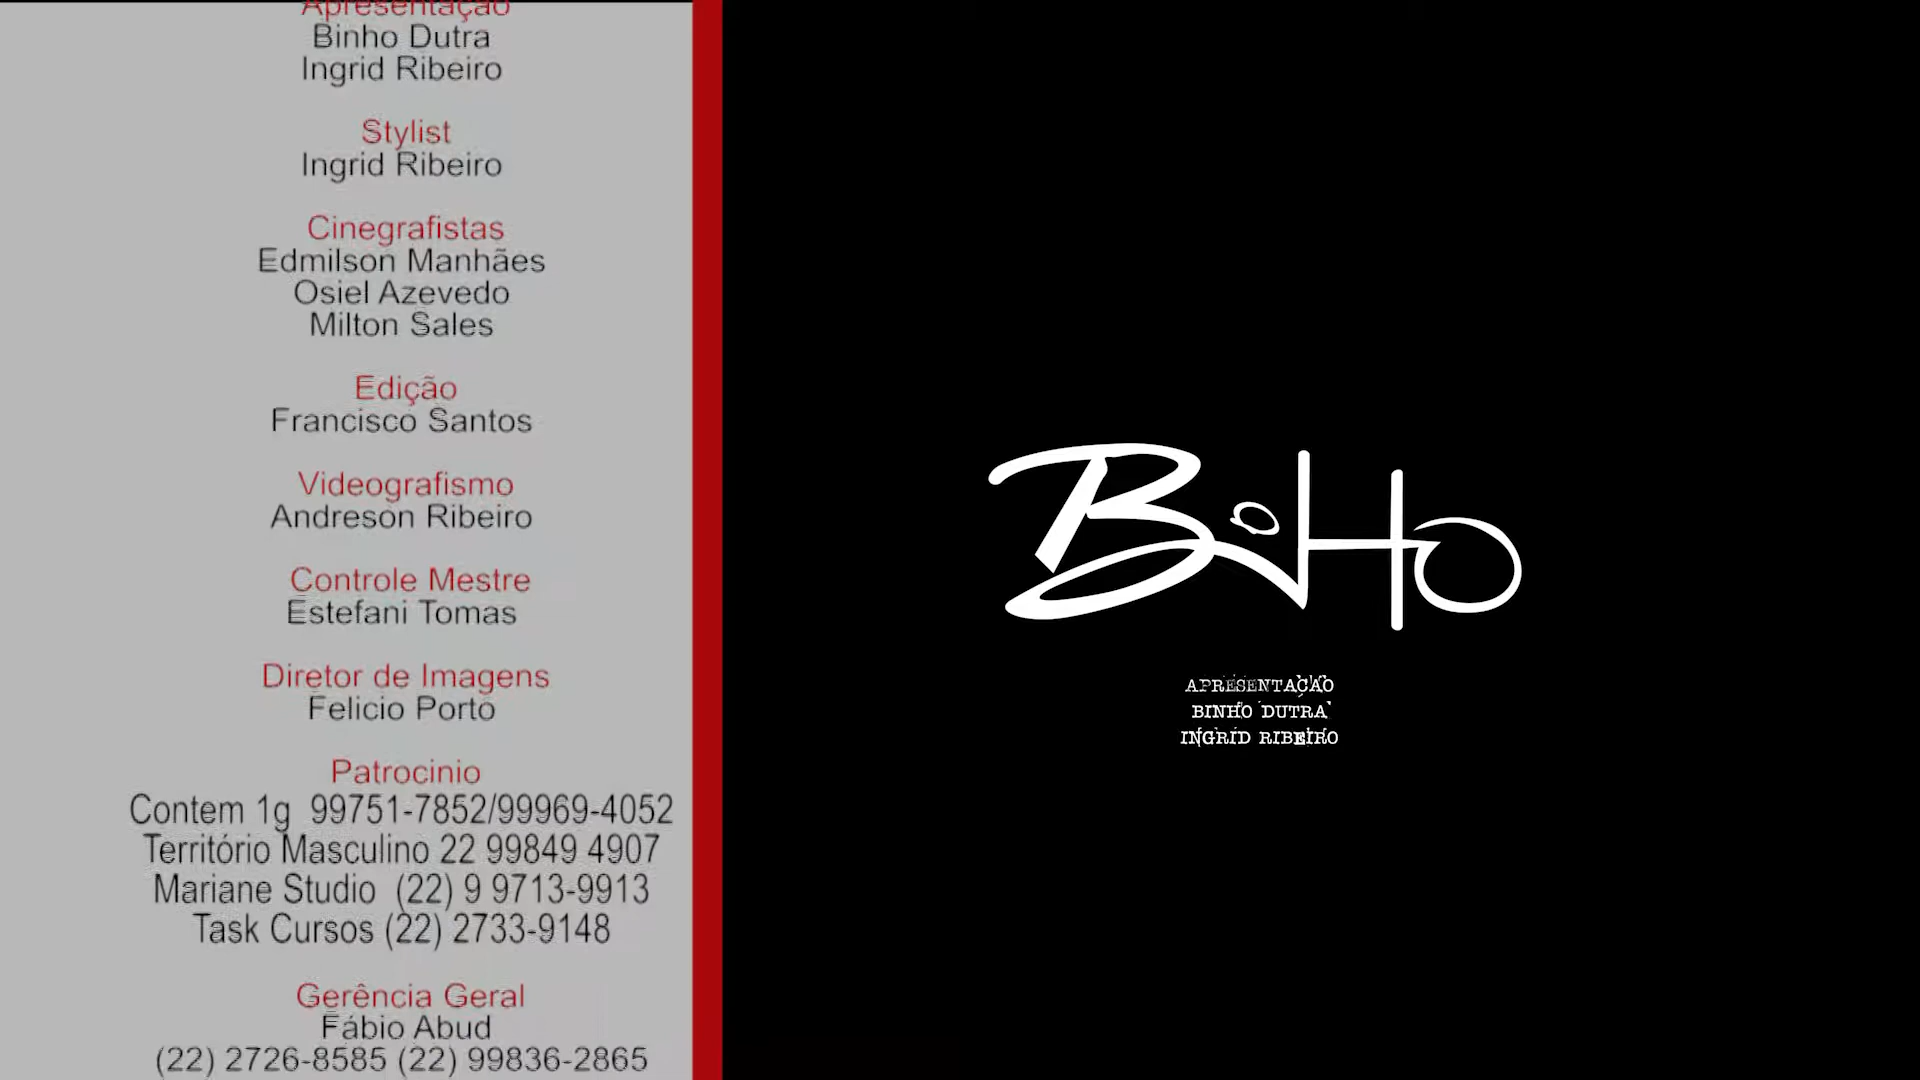 Apresentação
Binho Dutra
Ingrid Ribeiro
Stylist
Ingrid Ribeiro
Cinegrafistas
Edmilson Manhães
Osiel Azevedo
Milton Sales
Edição
Francisco Santos
Videografismo
Andreson Ribeiro
Controle Mestre
Estefani Tomas
Diretor de Imagens
Felicio Porto
Patrocinio
Contem 1g 99751-7852/99969-4052
Território Masculino 22 99849 4907
Mariane Studio (22) 9 9713-9913
Task Cursos (22) 2733-9148
Gerência Geral
Fábio Abud
(22) 2726-8585 (22) 99836-2865
BiHo
APRESENTAÇÃO
BINHO DUTRA
INGRID RIBEIRO